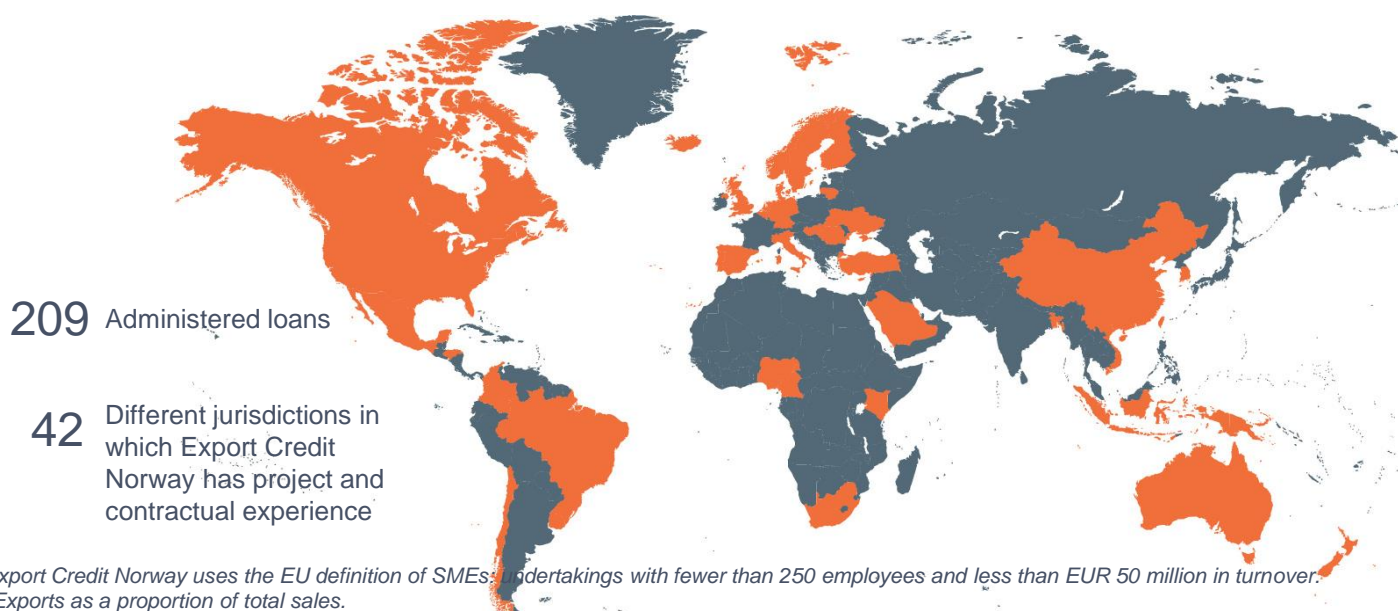 209 Administered loans
42 Different jurisdictions in
which Export Credit
Norway has project and
contractual experience
xport Credit Norway uses the EU definition of SMEs: undertakings with fewer than 250 employees and less than EUR 50 million in turnover.
Exports as a proportion of total sales.